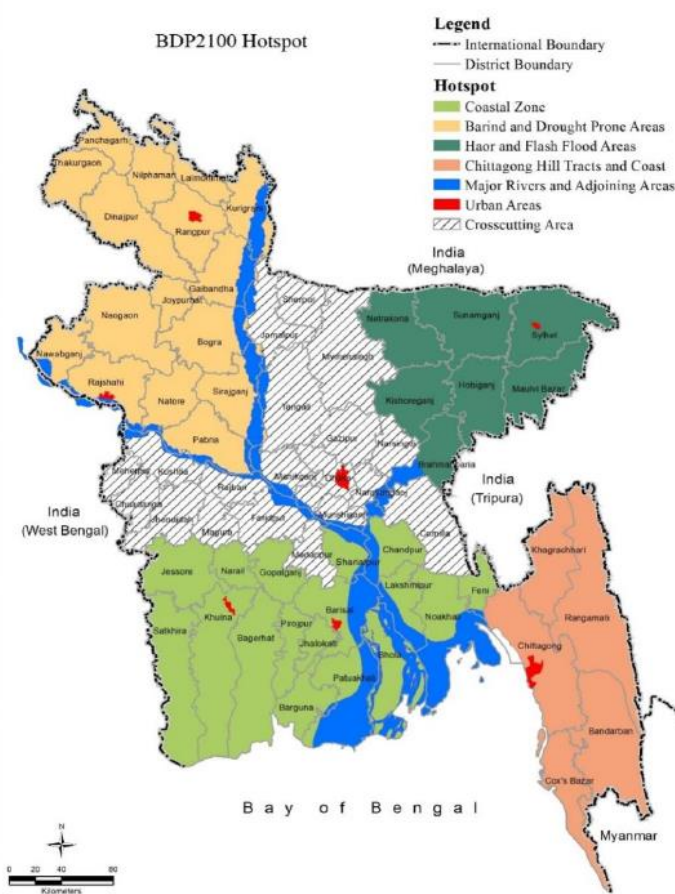 BDP2100 Hotspot
Legend
International Boundary
District Boundary
Hotspot
Coastal Zone
Barind and Drought Prone Areas
Haor and Flash Flood Areas
Chittagong Hill Tracts and Coast
Major Rivers and Adjoining Areas
Urban Areas
Crosscutting Area
Panchagarh
Thakurgaon
Nilphamari
Kurigram
Dinajpur
Rangpur
India
(Meghalaya)
Gaibandha
Joypurhat
Sherpur
Naogaon
Jamalpur
Netrakona
Sunamganj
Sylhet
Bogra
Mymensingh
Nawabganj
Rajshahi
Natore
Sirajganj
Tangail
Kishoreganj
Hobiganj
Maulvi Bazar
Pabna
Gazipur
Narsingdi
Brahmanbaria
Meherpur
Kushtia
Manikganj
Dhaka
Narayanganj
India
(Tripura)
India
(West Bengal)
Chuadanga
Rajbari
Jhenaidah
Faridpur
Munshiganj
Magura
Comilla
Madaripur
Shariatpur
Chandpur
Khagrachhari
Jessore
Narail
Gopalganj
Lakshmipur
Feni
Rangamati
Khulna
Barisal
Noakhali
Satkhira
Bagerhat
Pirojpur
Jhalokati
Chittagong
Bhola
Patuakhali
Barguna
Bandarban
Cox's Bazar
Bay of Bengal
Myanmar
N
0 20 40 80
Kilometers